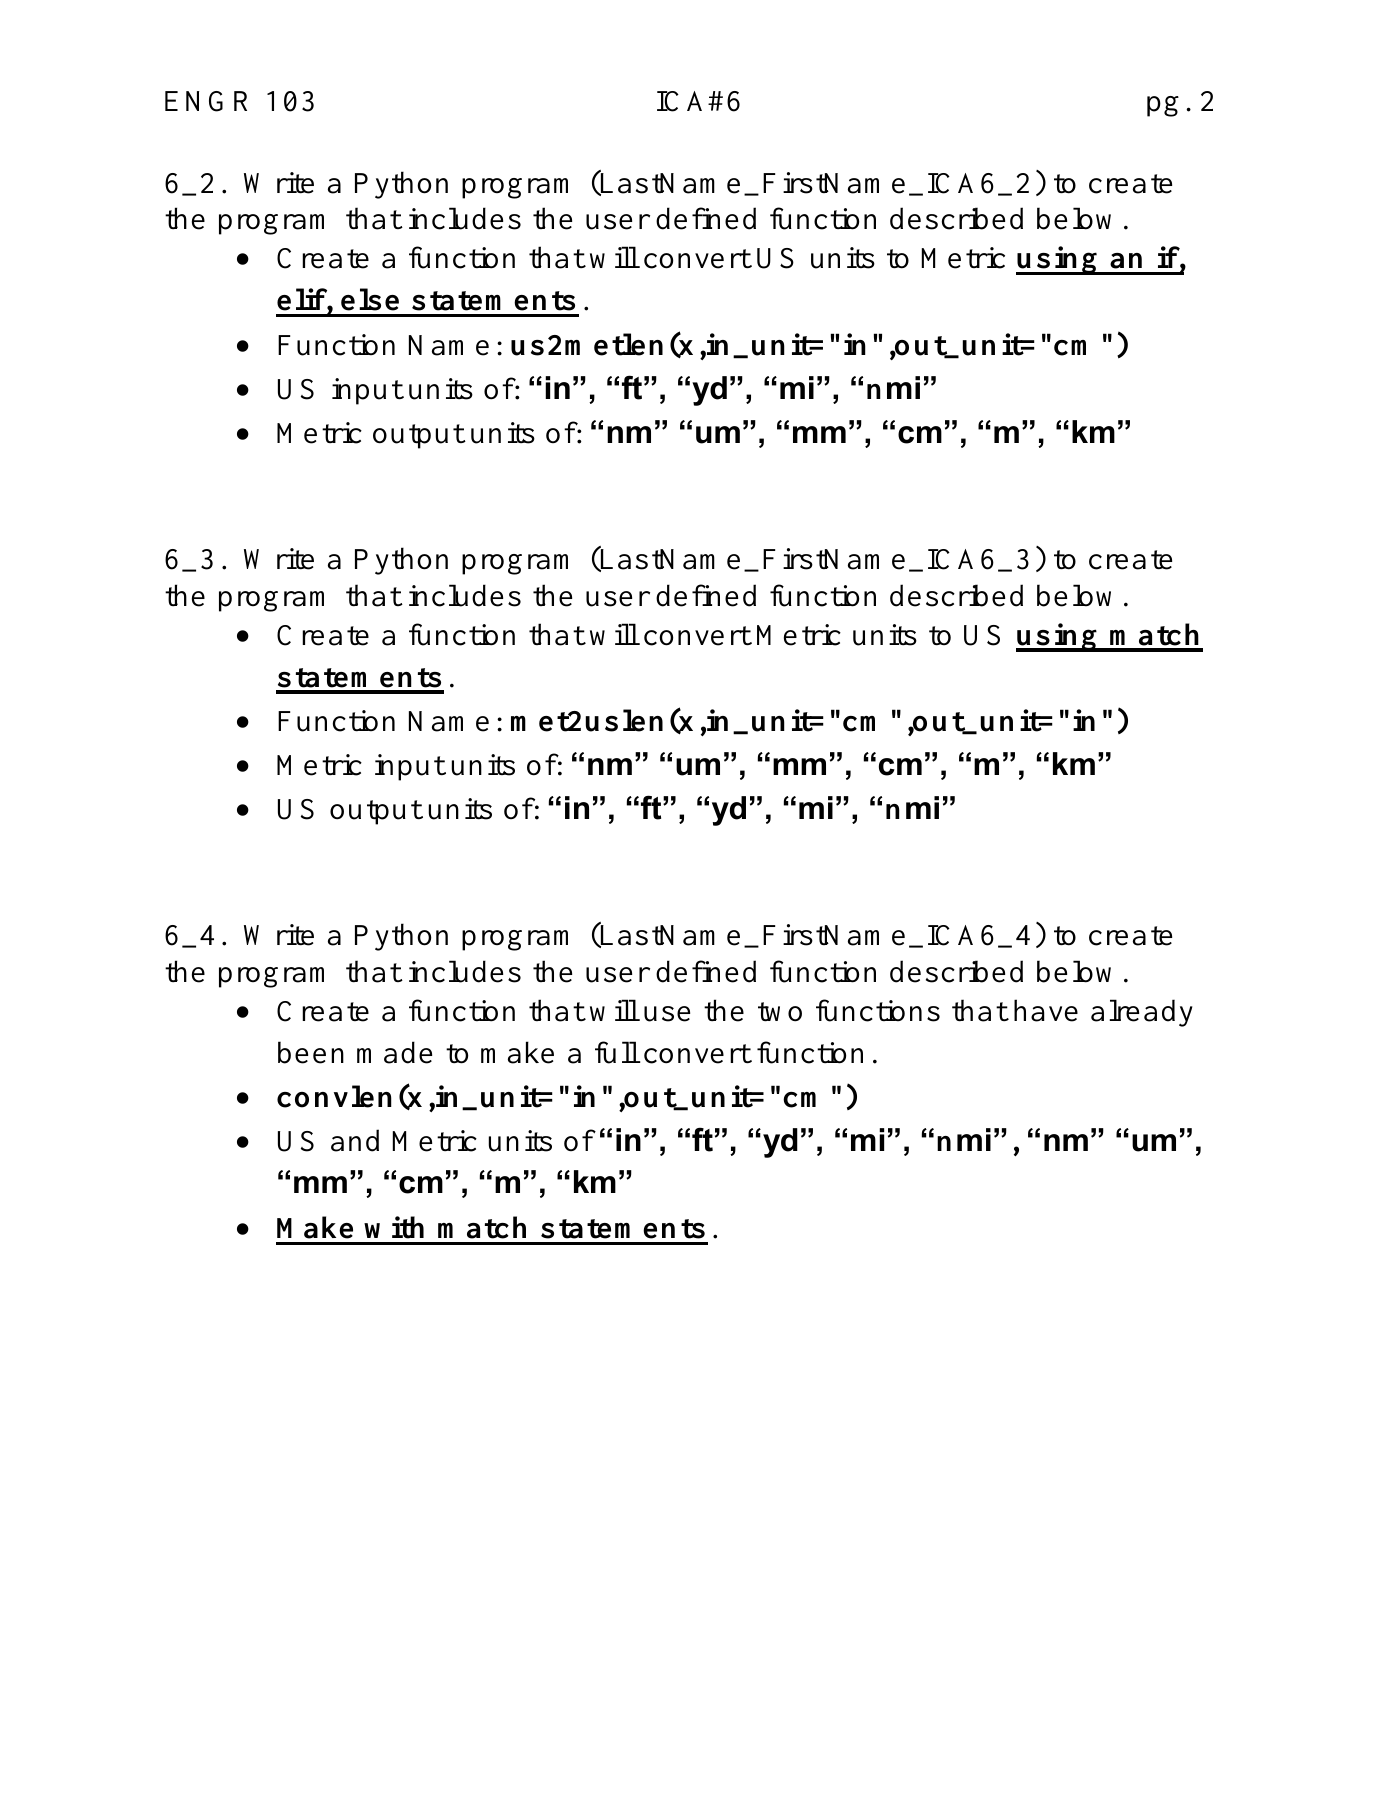 ENGR 103 ICA#6 pg. 2
6_2. Write a Python program (LastName_FirstName_ICA6_2) to create
the program that includes the user defined function described below.
• Create a function that will convert US units to Metric using an if,
elif, else statements.
• Function Name: us2metlen(x,in_unit="in",out_unit="cm")
• US input units of: “in”, “ft”, “yd”, “mi”, “nmi”
• Metric output units of: “nm” “um”, “mm”, “cm”, “m”, “km”
6_3. Write a Python program (LastName_FirstName_ICA6_3) to create
the program that includes the user defined function described below.
• Create a function that will convert Metric units to US using match
statements.
• Function Name: met2uslen(x,in_unit="cm",out_unit="in")
• Metric input units of: “nm” “um”, “mm”, “cm”, “m”, “km”
• US output units of: “in”, “ft”, “yd”, “mi”, “nmi”
6_4. Write a Python program (LastName_FirstName_ICA6_4) to create
the program that includes the user defined function described below.
• Create a function that will use the two functions that have already
been made to make a full convert function.
• convlen(x,in_unit="in",out_unit="cm")
• US and Metric units of “in”, “ft”, “yd”, “mi”, “nmi”, “nm” “um”,
“mm”, “cm”, “m”, “km”
• Make with match statements.